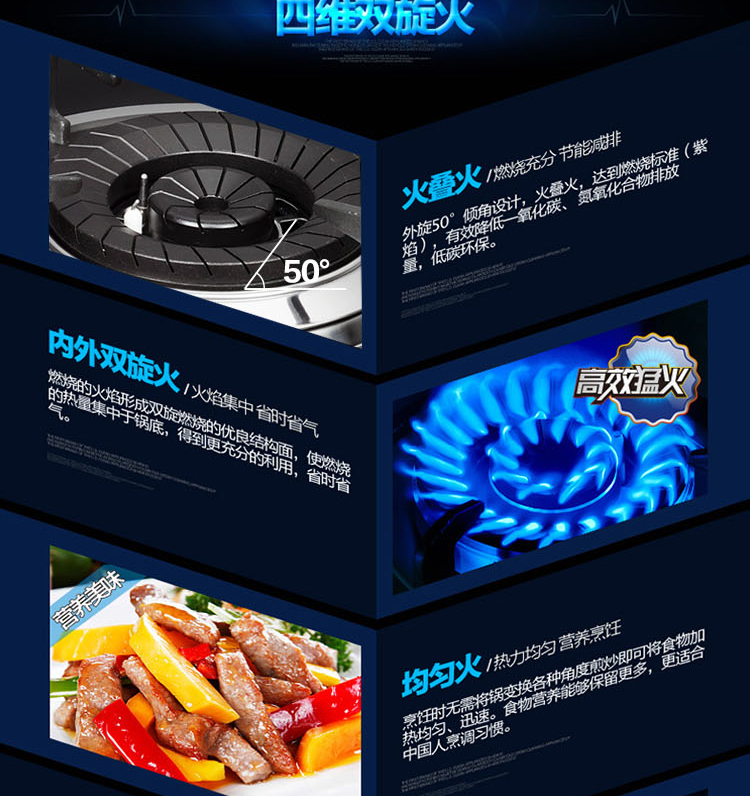 四维双旋火
50°
火叠火/燃烧充分 节能减排
外旋50°倾角设计，火叠火，达到燃烧标准（紫
焰），有效降低一氧化碳、氮氧化合物排放
量，低碳环保。
内外双旋火/火焰集中 省时省气
燃烧的火焰形成双旋燃烧的优良结构面，使燃烧
的热量集中于锅底，得到更充分的利用，省时省
气。
高效猛火
营养美味
均匀火/热力均匀 营养烹饪
烹饪时无需将锅变换各种角度煎炒即可将食物加
热均匀、迅速。食物营养能够保留更多，更适合
中国人烹调习惯。